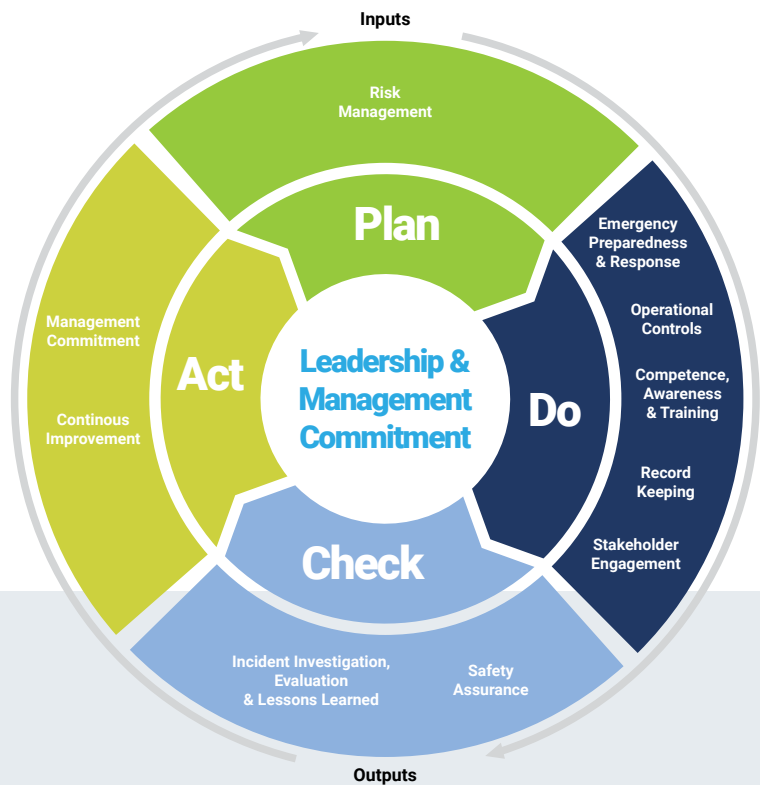 Inputs
Risk
Management
Plan
Emergency
Preparedness
& Response
Operational
Controls
Competence,
Awareness
& Training
Record
Keeping
Stakeholder
Engagement
Do
Leadership &
Management
Commitment
Act
Management
Commitment
Continous
Improvement
Check
Incident Investigation,
Evaluation
& Lessons Learned
Safety
Assurance
Outputs